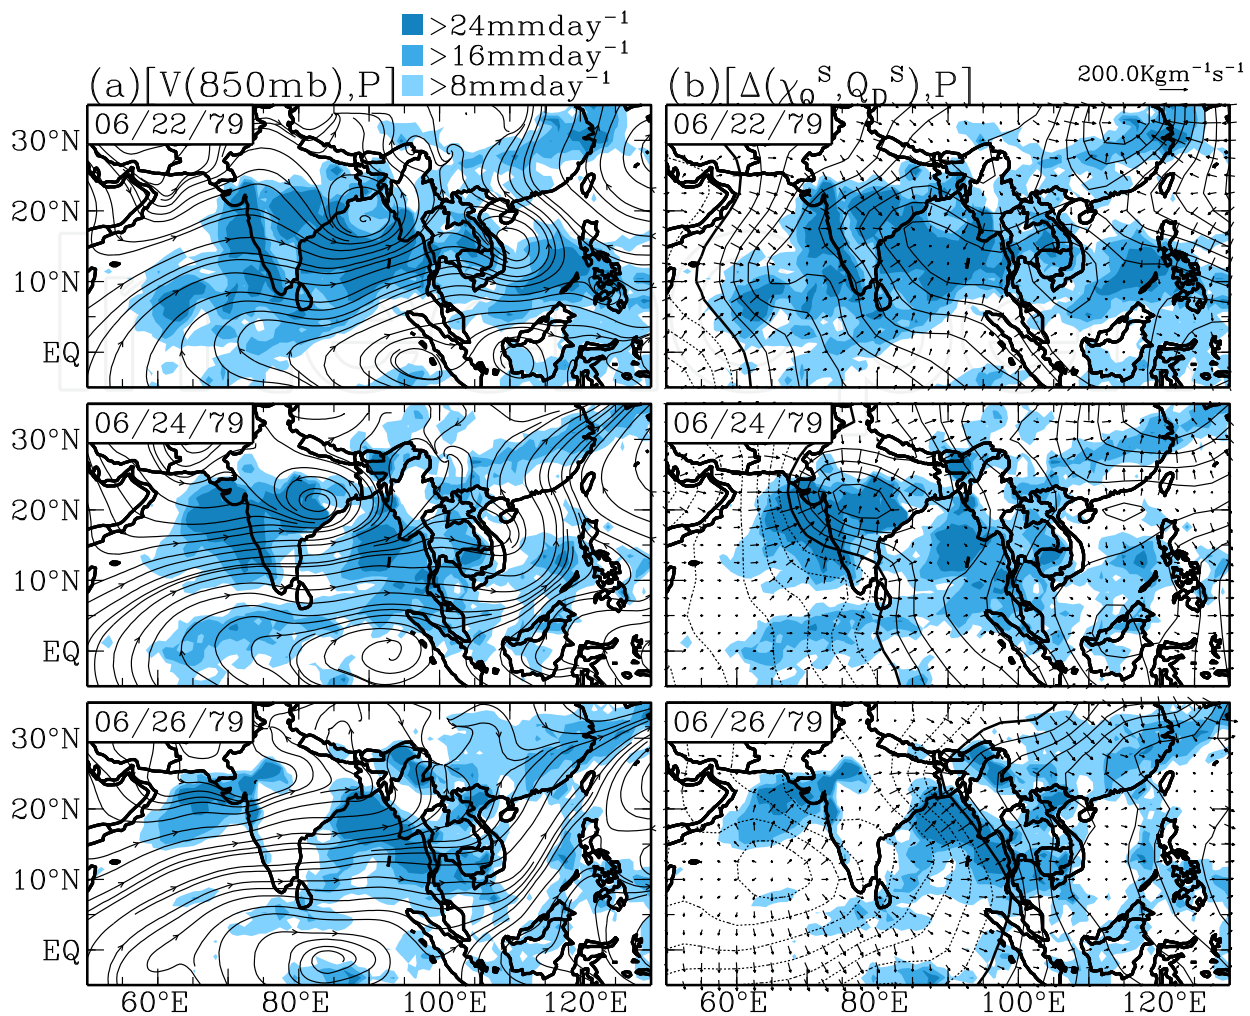 >24mmday⁻¹
>16mmday⁻¹
>8mmday⁻¹
(a)[V(850mb),P]
(b)[Δ(χ_Q^S,Q_D^S),P]
200.0Kgm⁻¹s⁻¹
06/22/79
06/22/79
30°N
20°N
10°N
EQ
06/24/79
06/24/79
30°N
20°N
10°N
EQ
06/26/79
06/26/79
30°N
20°N
10°N
EQ
60°E 80°E 100°E 120°E
60°E 80°E 100°E 120°E